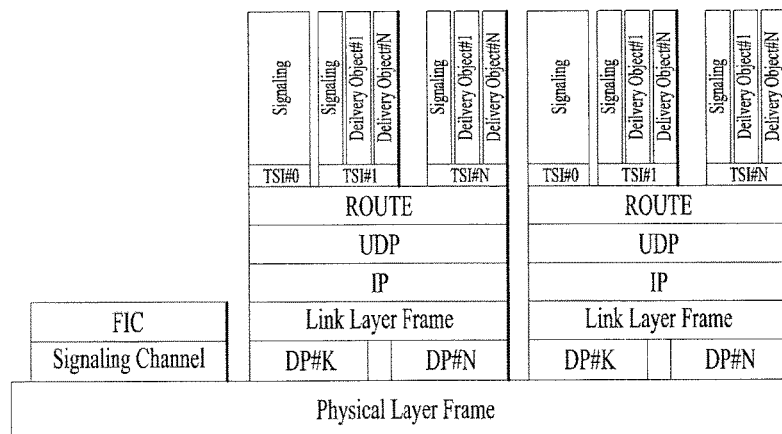 Signaling
Signaling
Delivery Object#1
Delivery Object#N
Signaling
Delivery Object#1
Delivery Object#N
Signaling
Signaling
Delivery Object#1
Delivery Object#N
Signaling
Delivery Object#1
Delivery Object#N
TSI#0 TSI#1 TSI#N TSI#0 TSI#1 TSI#N
ROUTE ROUTE
UDP UDP
IP IP
FIC Link Layer Frame Link Layer Frame
Signaling Channel DP#K DP#N DP#K DP#N
Physical Layer Frame